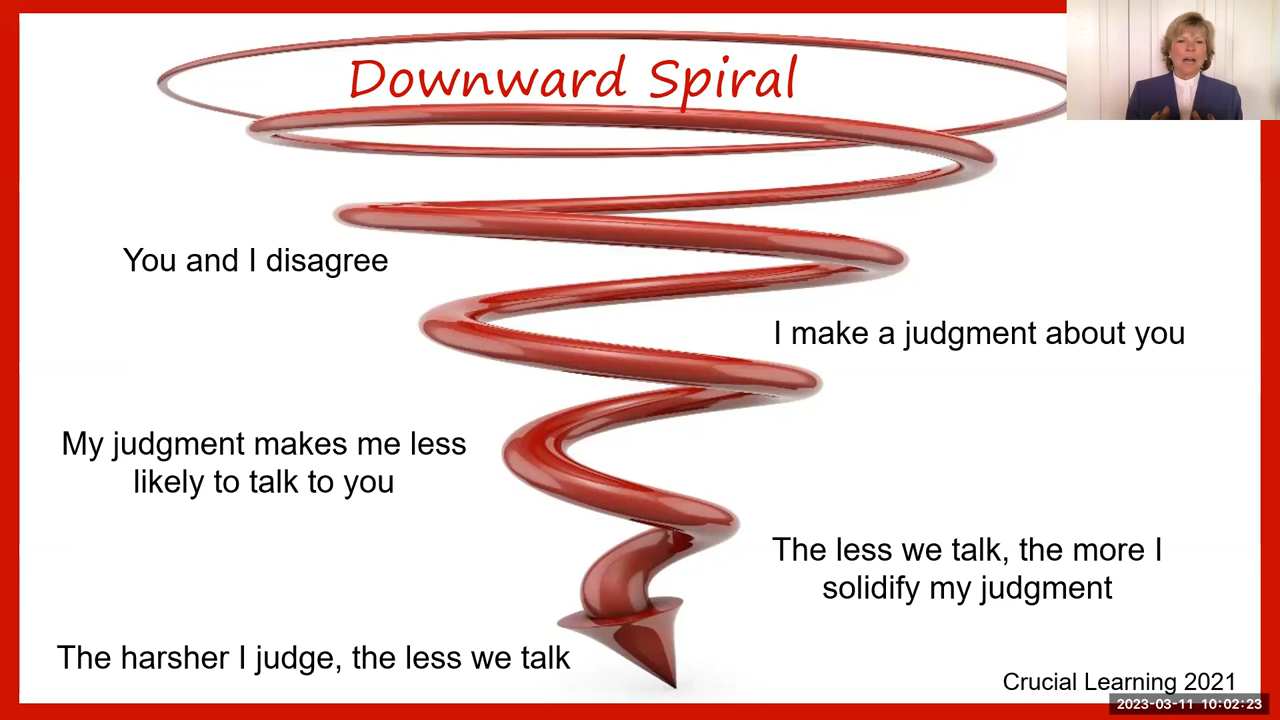 Downward Spiral
You and I disagree
I make a judgment about you
My judgment makes me less
likely to talk to you
The less we talk, the more I
solidify my judgment
The harsher I judge, the less we talk
Crucial Learning 2021
2023-03-11 10:02:23